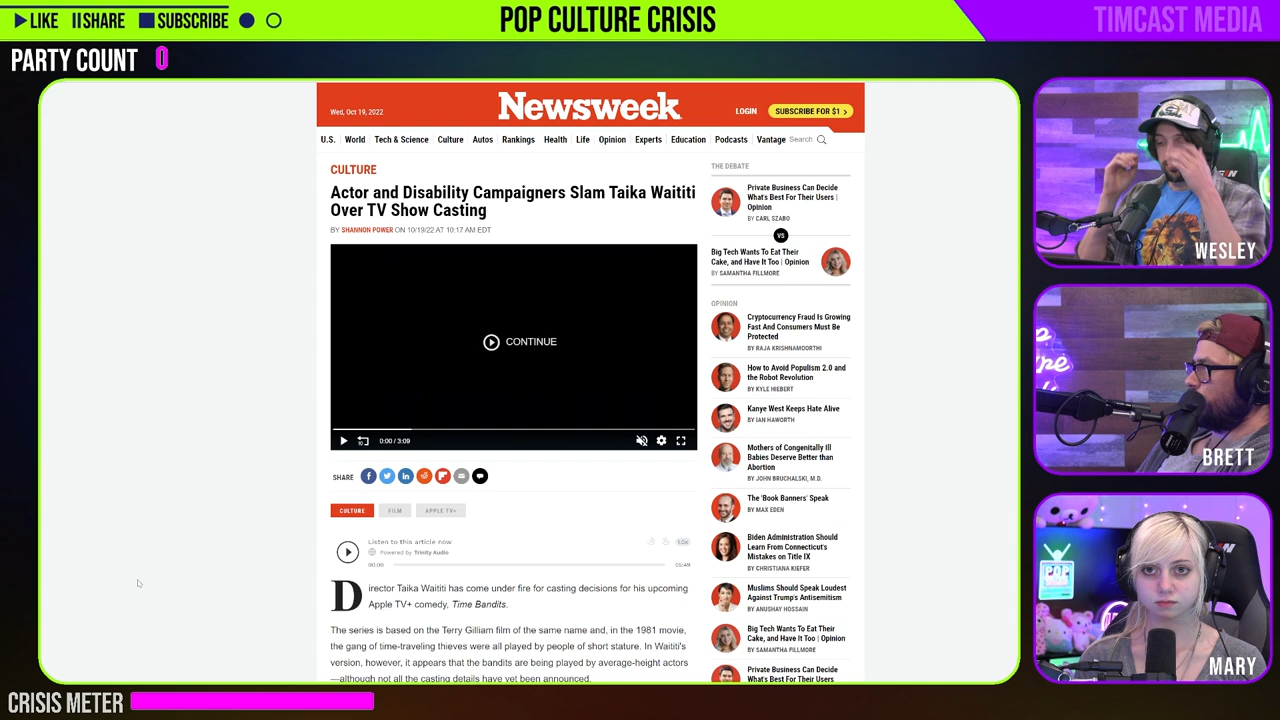 LIKE SHARE SUBSCRIBE
POP CULTURE CRISIS
TIMCAST MEDIA
PARTY COUNT 0
Wed, Oct 19, 2022
Newsweek
LOGIN
SUBSCRIBE FOR $1 >
U.S. World Tech & Science Culture Autos Rankings Health Life Opinion Experts Education Podcasts Vantage Search
CULTURE
Actor and Disability Campaigners Slam Taika Waititi
Over TV Show Casting
BY SHANNON POWER ON 10/19/22 AT 10:17 AM EDT
CONTINUE
10
0:00 / 3:09
SHARE
CULTURE FILM APPLE TV+
Listen to this article now
Powered by Trinity Audio
1.0x
00:00
05:49
Director Taika Waititi has come under fire for casting decisions for his upcoming
Apple TV+ comedy, Time Bandits.
The series is based on the Terry Gilliam film of the same name and, in the 1981 movie,
the gang of time-traveling thieves were all played by people of short stature. In Waititi's
version, however, it appears that the bandits are being played by average-height actors
—although not all the casting details have yet been announced.
THE DEBATE
Private Business Can Decide
What's Best For Their Users |
Opinion
BY CARL SZABO
VS
Big Tech Wants To Eat Their
Cake, and Have It Too | Opinion
BY SAMANTHA FILLMORE
OPINION
Cryptocurrency Fraud Is Growing
Fast And Consumers Must Be
Protected
BY RAJA KRISHNAMOORTHI
How to Avoid Populism 2.0 and
the Robot Revolution
BY KYLE HIEBERT
Kanye West Keeps Hate Alive
BY IAN HAWORTH
Mothers of Congenitally Ill
Babies Deserve Better than
Abortion
BY JOHN BRUCHALSKI, M.D.
The 'Book Banners' Speak
BY MAX EDEN
Biden Administration Should
Learn From Connecticut's
Mistakes on Title IX
BY CHRISTIANA KIEFER
Muslims Should Speak Loudest
Against Trump's Antisemitism
BY ANUSHAY HOSSAIN
Big Tech Wants To Eat Their
Cake, and Have It Too | Opinion
BY SAMANTHA FILLMORE
Private Business Can Decide
What's Best For Their Users |
WESLEY
BRETT
MARY
CRISIS METER